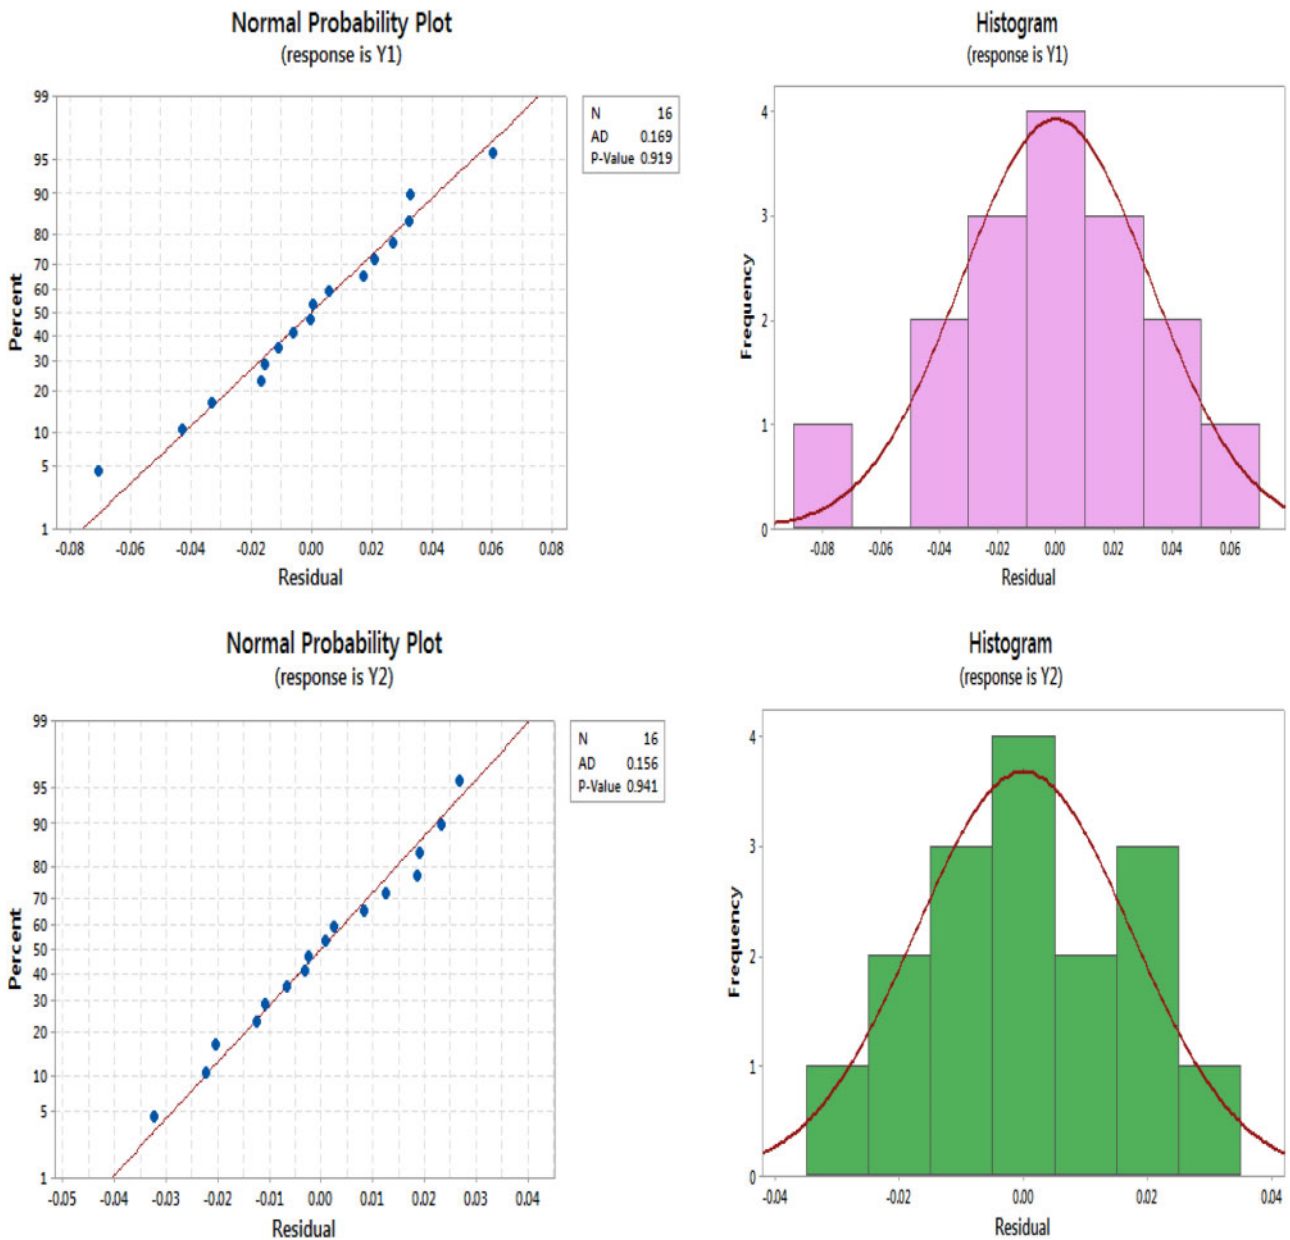 Normal Probability Plot
(response is Y1)
99
95
90
80
70
60
50
40
30
20
10
5
1
Percent
-0.08 -0.06 -0.04 -0.02 0.00 0.02 0.04 0.06 0.08
Residual
N 16
AD 0.169
P-Value 0.919
Histogram
(response is Y1)
4
3
2
1
0
Frequency
-0.08 -0.06 -0.04 -0.02 0.00 0.02 0.04 0.06
Residual
Normal Probability Plot
(response is Y2)
99
95
90
80
70
60
50
40
30
20
10
5
1
Percent
-0.05 -0.04 -0.03 -0.02 -0.01 0.00 0.01 0.02 0.03 0.04
Residual
N 16
AD 0.156
P-Value 0.941
Histogram
(response is Y2)
4
3
2
1
0
Frequency
-0.04 -0.02 0.00 0.02 0.04
Residual